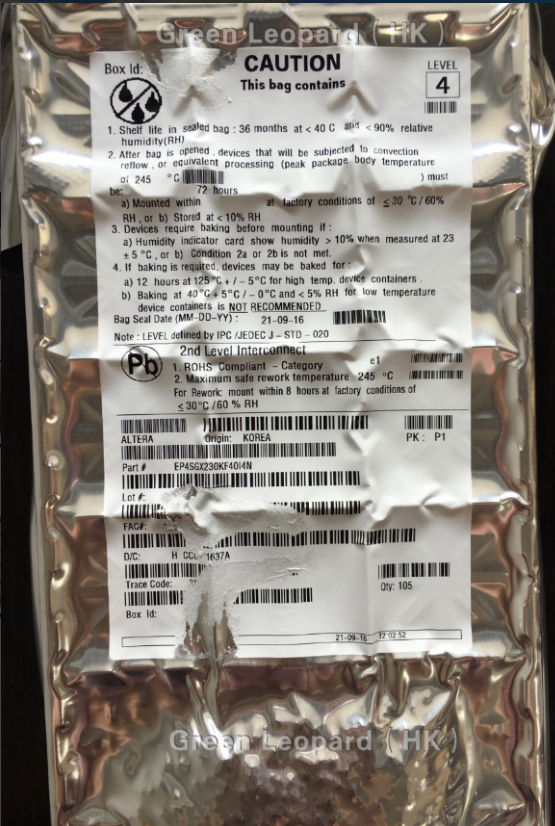 Green Leopard ( HK )
Box Id:
CAUTION
This bag contains
LEVEL
4
1. Shelf life in sealed bag : 36 months at < 40 C and < 90% relative
humidity(RH)
2. After bag is opened , devices that will be subjected to convection
reflow , or equivalent processing (peak package body temperature
of 245 °C ) must
be: 72 hours
a) Mounted within at factory conditions of ≤ 30 °C / 60%
RH , or b) Stored at < 10% RH
3. Devices require baking before mounting if :
a) Humidity indicator card show humidity > 10% when measured at 23
± 5 °C , or b) Condition 2a or 2b is not met.
4. If baking is required, devices may be baked for :
a) 12 hours at 125°C + / - 5°C for high temp. device containers .
b) Baking at 40°C + 5°C / - 0°C and < 5% RH for low temperature
device containers is NOT RECOMMENDED
Bag Seal Date (MM-DD-YY) : 21-09-16
Note : LEVEL defined by IPC /JEDEC J - STD - 020
Pb
2nd Level Interconnect
1. ROHS Compliant - Category e1
2. Maximum safe rework temperature 245 °C
For Rework: mount within 8 hours at factory conditions of
≤ 30°C /60 % RH
ALTERA Origin: KOREA PK : P1
Part # EP4SGX230KF40I4N
Lot #:
FAC#:
D/C: H 1637A
Trace Code:
Qty: 105
Box Id:
21-09-16 12:02:52
Green Leopard ( HK )